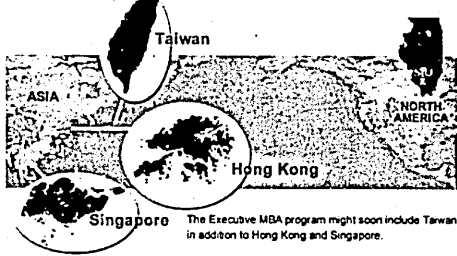 Taiwan
ASIA
NORTH
AMERICA
Hong Kong
Singapore
The Executive MBA program might soon include Taiwan
in addition to Hong Kong and Singapore.